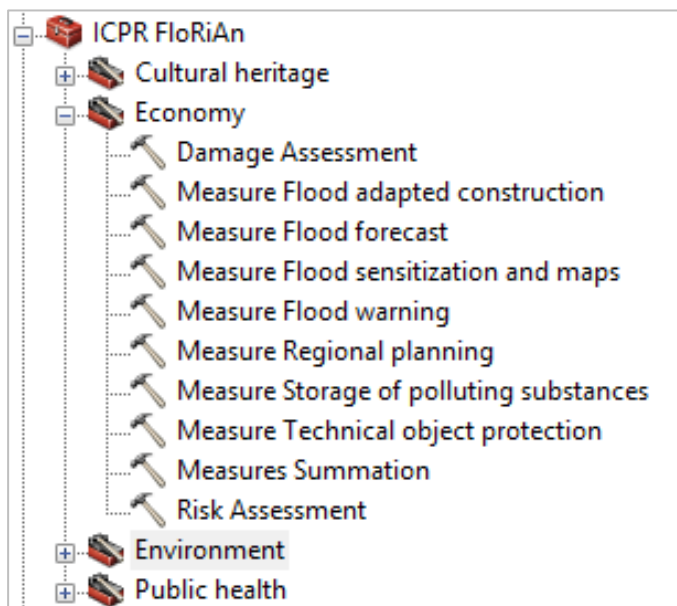 ICPR FloRiAn
Cultural heritage
Economy
Damage Assessment
Measure Flood adapted construction
Measure Flood forecast
Measure Flood sensitization and maps
Measure Flood warning
Measure Regional planning
Measure Storage of polluting substances
Measure Technical object protection
Measures Summation
Risk Assessment
Environment
Public health